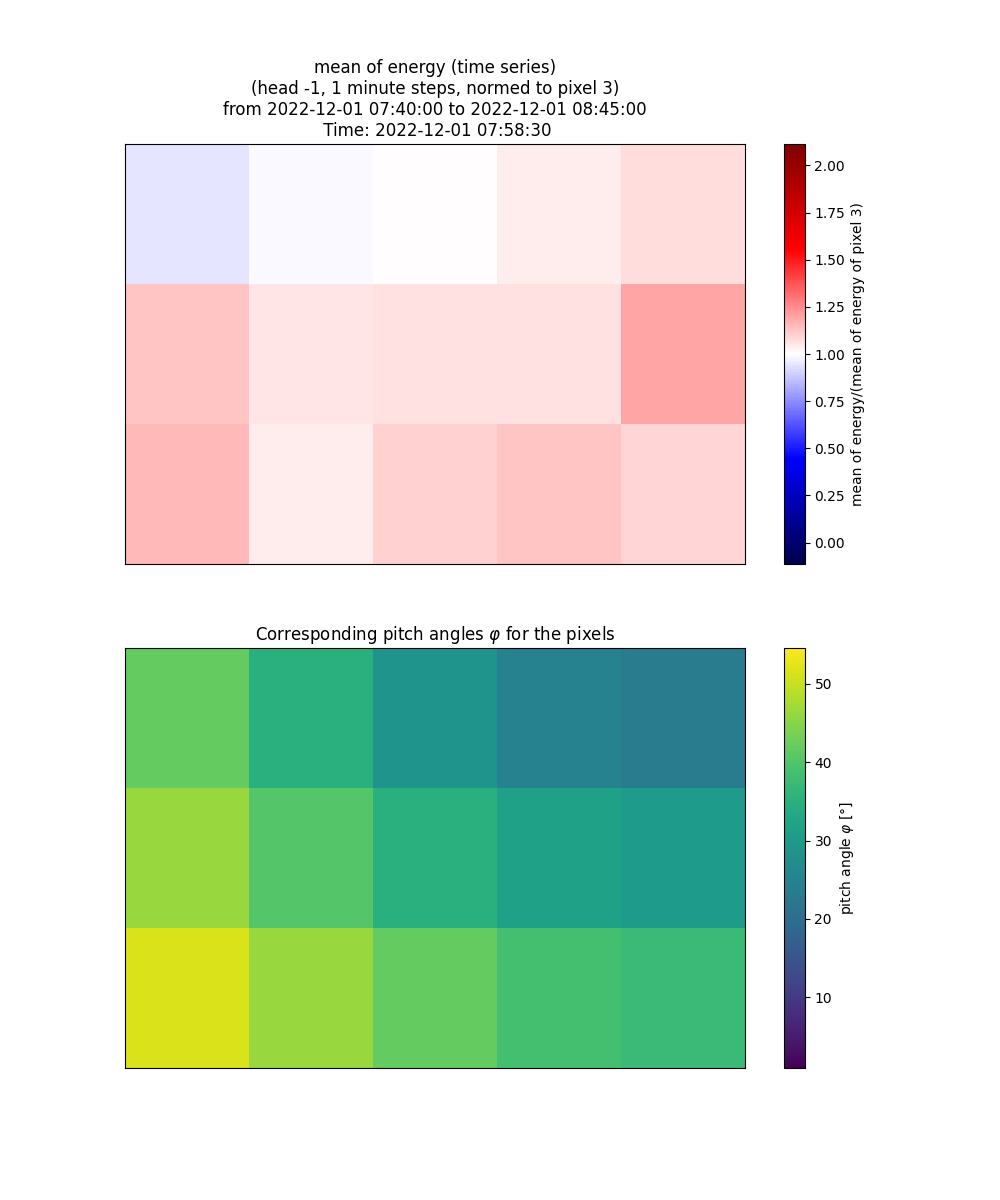 mean of energy (time series)
(head -1, 1 minute steps, normed to pixel 3)
from 2022-12-01 07:40:00 to 2022-12-01 08:45:00
Time: 2022-12-01 07:58:30
2.00
1.75
1.50
1.25
1.00
0.75
0.50
0.25
0.00
mean of energy/(mean of energy of pixel 3)
Corresponding pitch angles φ for the pixels
50
40
30
20
10
pitch angle φ [°]